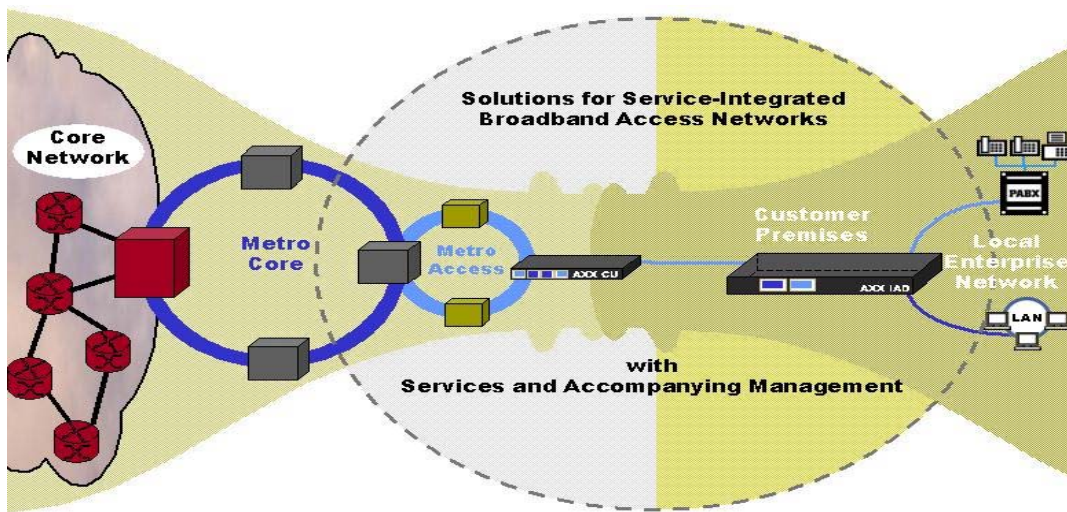 Solutions for Service-Integrated
Broadband Access Networks
Core
Network
PABX
Metro
Core
Metro
Access
AXX CU
Customer
Premises
AXX IAD
Local
Enterprise
Network
LAN
with
Services and Accompanying Management